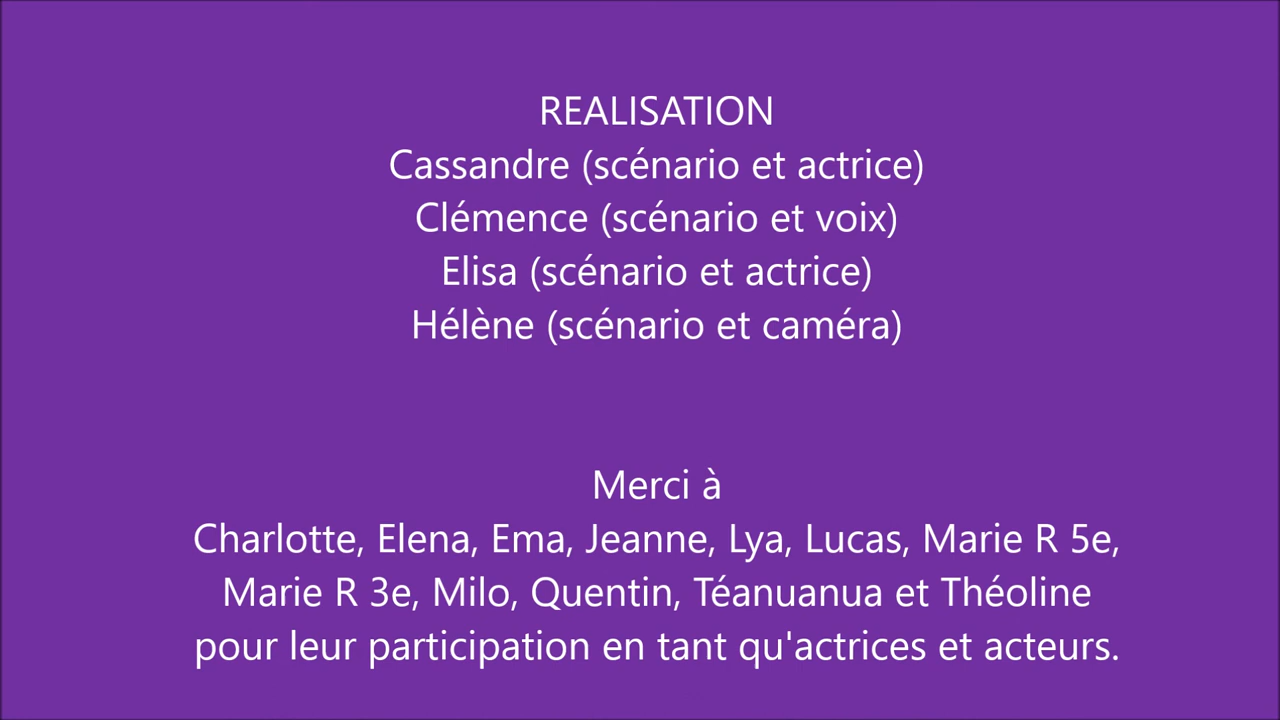 REALISATION
Cassandre (scénario et actrice)
Clémence (scénario et voix)
Elisa (scénario et actrice)
Hélène (scénario et caméra)
Merci à
Charlotte, Elena, Ema, Jeanne, Lya, Lucas, Marie R 5e,
Marie R 3e, Milo, Quentin, Téanuanua et Théoline
pour leur participation en tant qu'actrices et acteurs.